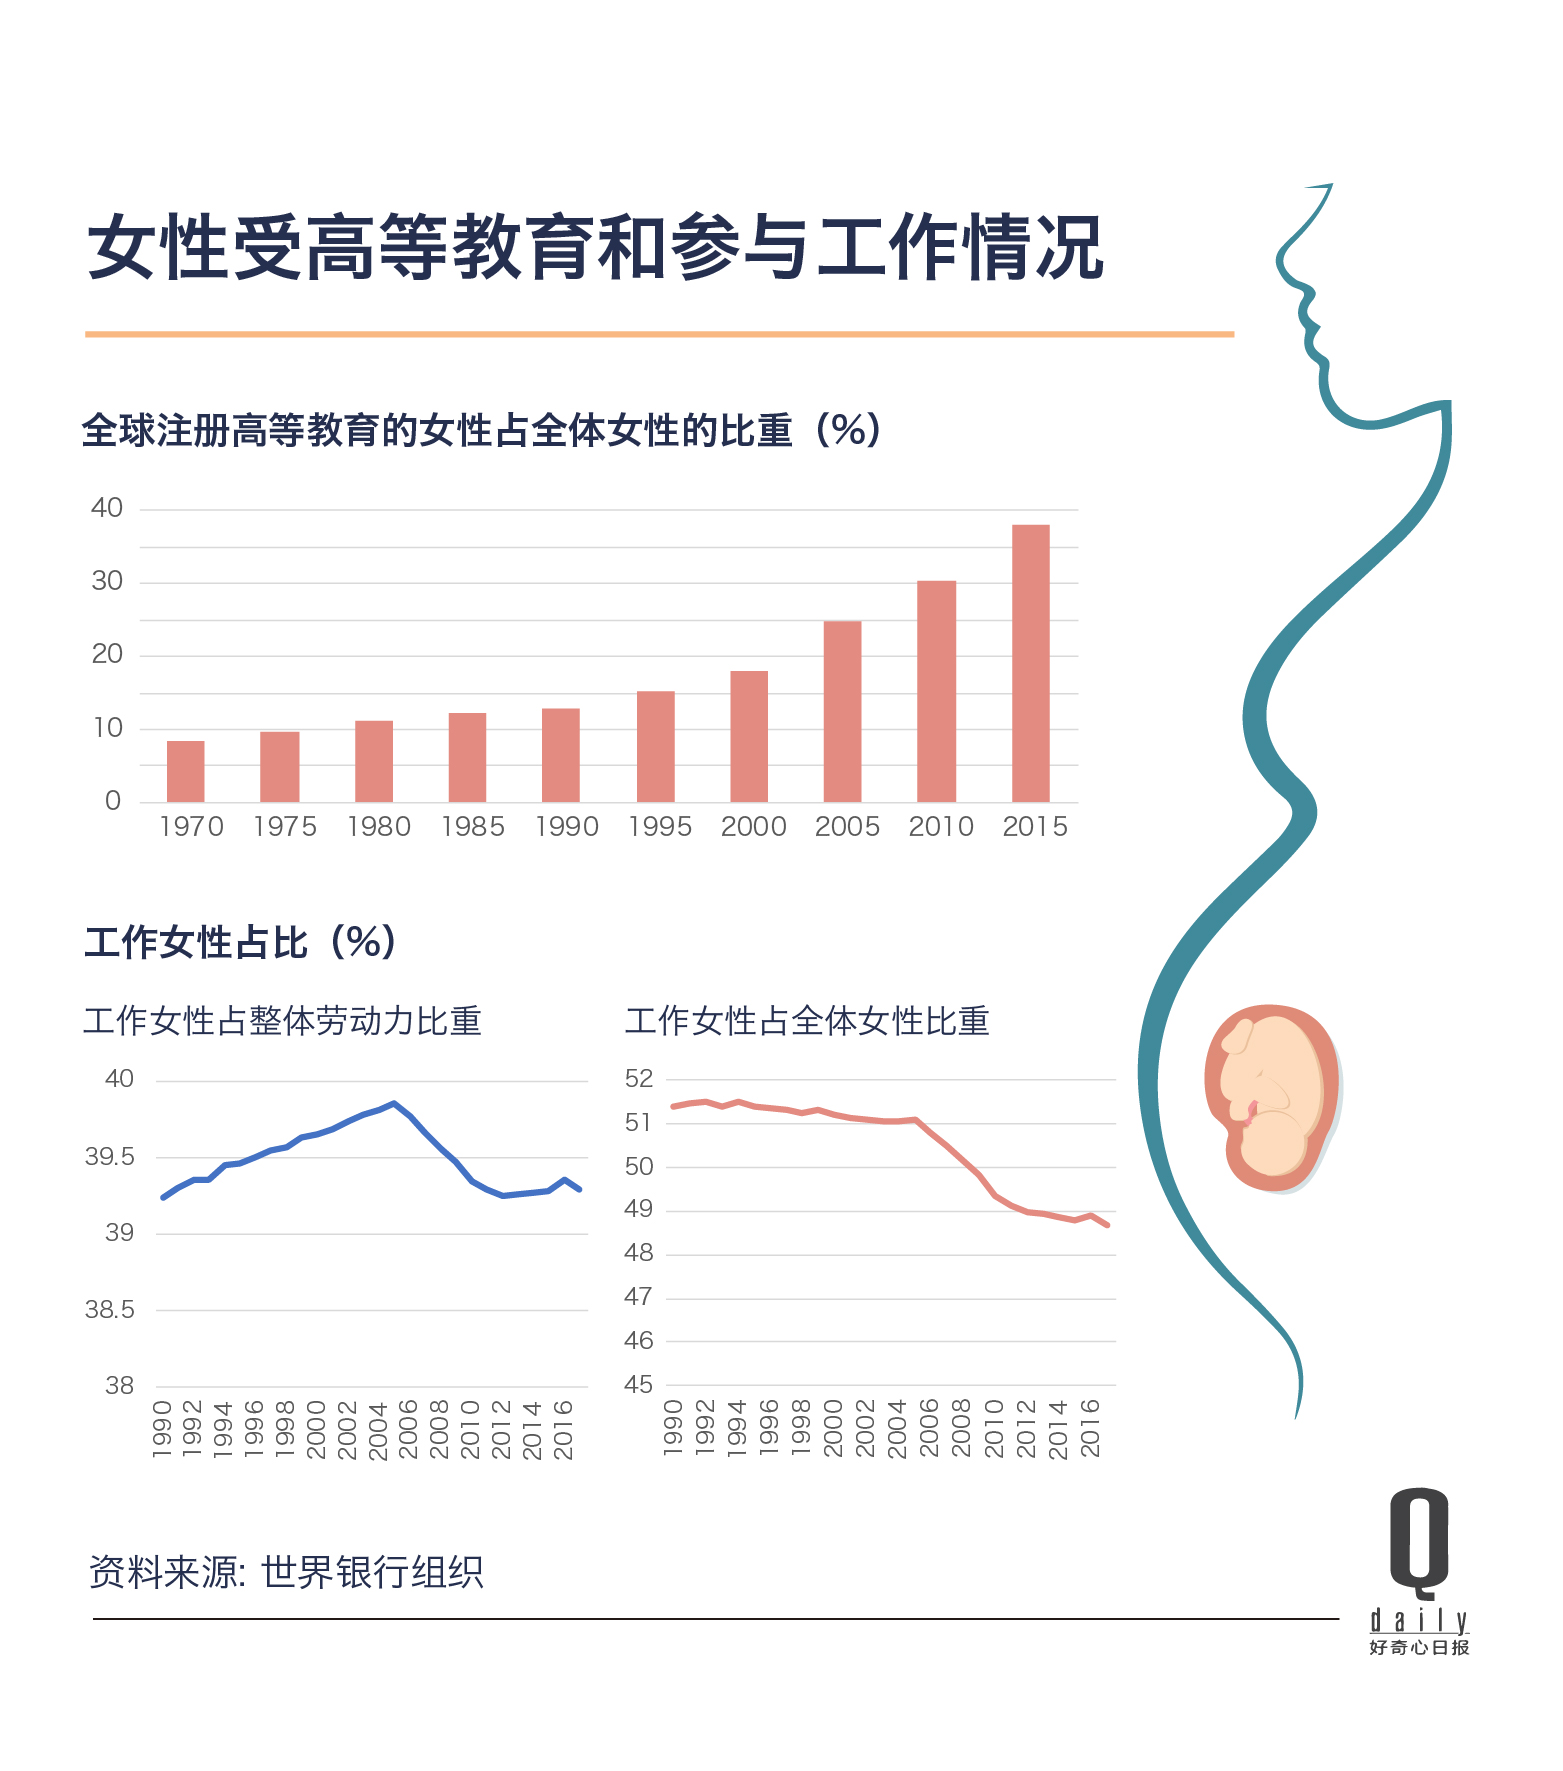 女性受高等教育和参与工作情况
全球注册高等教育的女性占全体女性的比重（%）
40
30
20
10
0
1970 1975 1980 1985 1990 1995 2000 2005 2010 2015
工作女性占比（%）
工作女性占整体劳动力比重
40
39.5
39
38.5
38
1990 1992 1994 1996 1998 2000 2002 2004 2006 2008 2010 2012 2014 2016
工作女性占全体女性比重
52
51
50
49
48
47
46
45
1990 1992 1994 1996 1998 2000 2002 2004 2006 2008 2010 2012 2014 2016
资料来源: 世界银行组织
Q
daily
好奇心日报